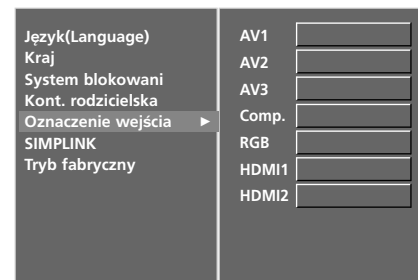 Język(Language)
Kraj
System blokowani
Kont. rodzicielska
Oznaczenie wejścia ►
SIMPLINK
Tryb fabryczny
AV1
AV2
AV3
Comp.
RGB
HDMI1
HDMI2